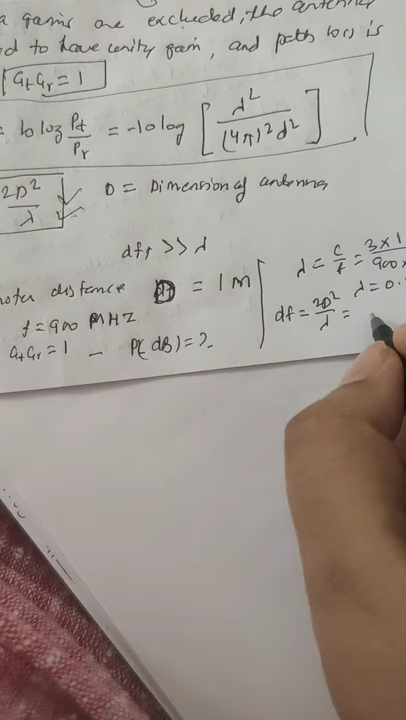 a gains are excluded, the antenna
ed to have unity gain, and path loss is
GtGr = 1
= 10 log Pt/Pr = -10 log [ λ² / (4π)² d² ]
2D²/λ D = Dimension of antenna
df, >> λ
distance = 1 M
f = 900 MHZ
GtGr = 1 - P(dB) = ?
λ = C/f = 3 X 1
900 X
λ = 0.
df = 2D²/λ =